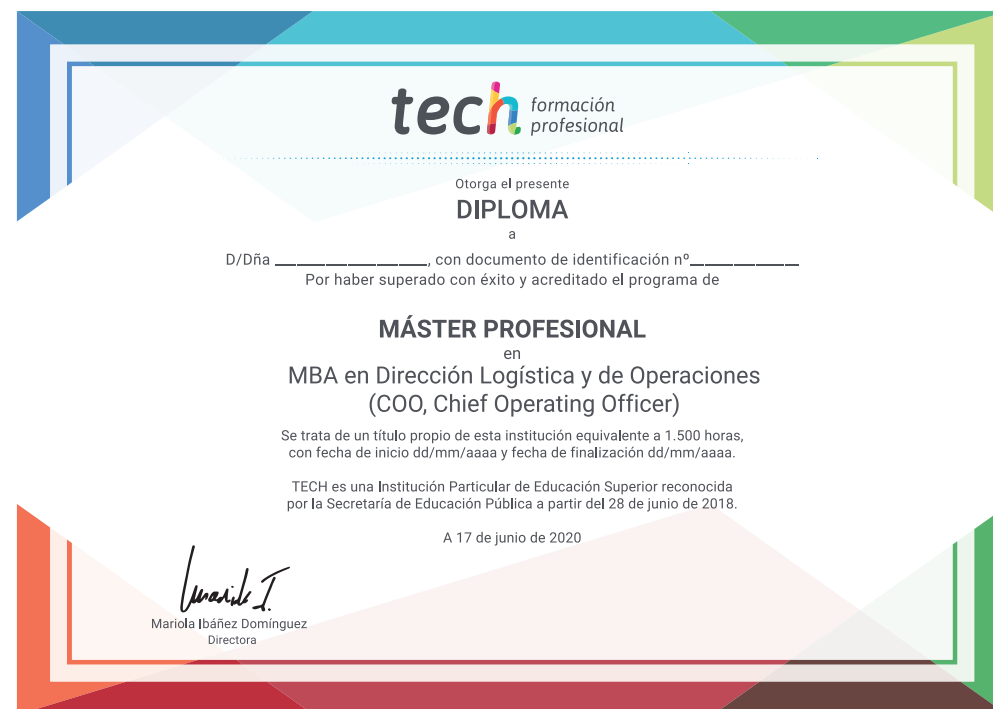 tech formación
profesional
Otorga el presente
DIPLOMA
a
D/Dña ______________, con documento de identificación nº__________
Por haber superado con éxito y acreditado el programa de
MÁSTER PROFESIONAL
en
MBA en Dirección Logística y de Operaciones
(COO, Chief Operating Officer)
Se trata de un título propio de esta institución equivalente a 1.500 horas,
con fecha de inicio dd/mm/aaaa y fecha de finalización dd/mm/aaaa.
TECH es una Institución Particular de Educación Superior reconocida
por la Secretaría de Educación Pública a partir del 28 de junio de 2018.
A 17 de junio de 2020
Mariola Ibáñez Domínguez
Directora